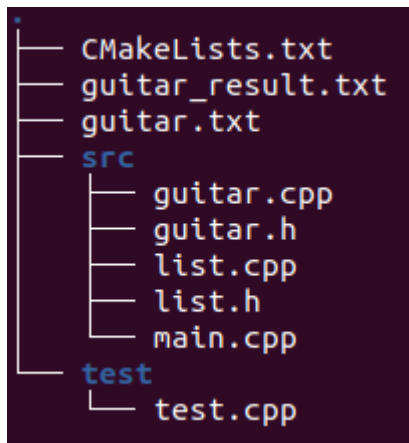 .
├── CMakeLists.txt
├── guitar_result.txt
├── guitar.txt
├── src
│   ├── guitar.cpp
│   ├── guitar.h
│   ├── list.cpp
│   ├── list.h
│   └── main.cpp
└── test
    └── test.cpp